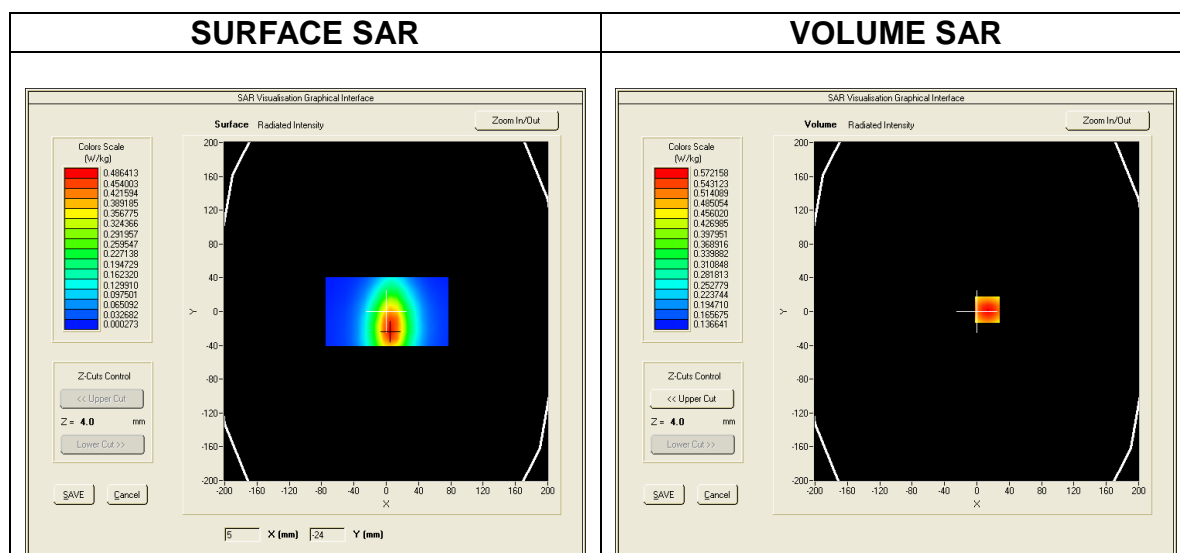 SURFACE SAR
VOLUME SAR
SAR Visualisation Graphical Interface
Surface Radiated Intensity
Zoom In/Out
Colors Scale
(W/kg)
0.486413
0.454003
0.421594
0.389185
0.356775
0.324366
0.291957
0.259547
0.227138
0.194729
0.162320
0.129910
0.097501
0.065092
0.032682
0.000273
Z-Cuts Control
<< Upper Cut
Z = 4.0 mm
Lower Cut >>
SAVE Cancel
200
160
120
80
40
0
-40
-80
-120
-160
-200
Y
-200 -160 -120 -80 -40 0 40 80 120 160 200
X
5 X (mm) -24 Y (mm)
SAR Visualisation Graphical Interface
Volume Radiated Intensity
Zoom In/Out
Colors Scale
(W/kg)
0.572158
0.543123
0.514089
0.485054
0.456020
0.426985
0.397951
0.368916
0.339882
0.310848
0.281813
0.252779
0.223744
0.194710
0.165675
0.136641
Z-Cuts Control
<< Upper Cut
Z = 4.0 mm
Lower Cut >>
SAVE Cancel
200
160
120
80
40
0
-40
-80
-120
-160
-200
Y
-200 -160 -120 -80 -40 0 40 80 120 160 200
X